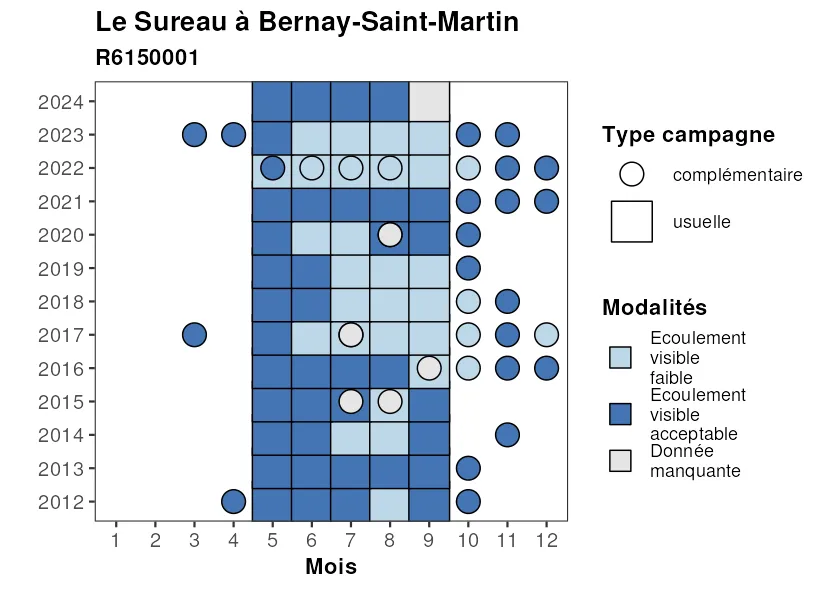 Le Sureau à Bernay-Saint-Martin
R6150001
2024
2023
2022
2021
2020
2019
2018
2017
2016
2015
2014
2013
2012
1 2 3 4 5 6 7 8 9 10 11 12
Mois
Type campagne
complémentaire
usuelle
Modalités
Ecoulement
visible
faible
Ecoulement
visible
acceptable
Donnée
manquante